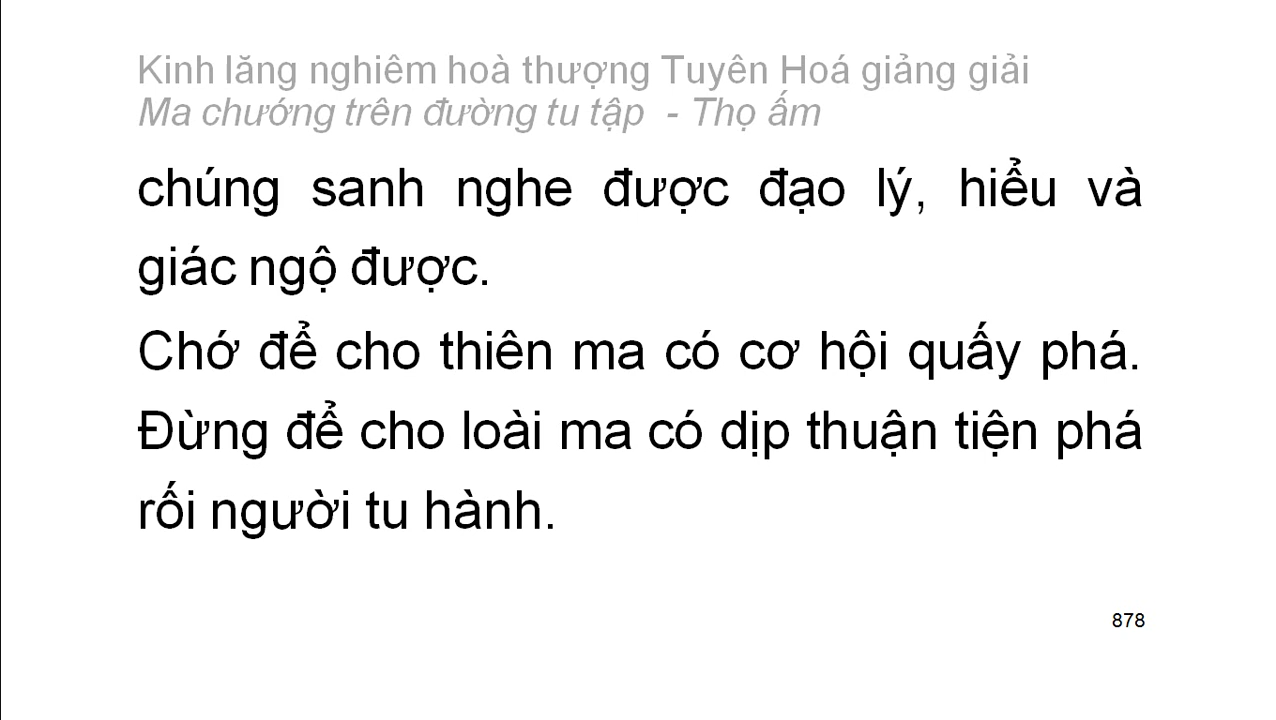 Kinh lăng nghiêm hoà thượng Tuyên Hoá giảng giải
Ma chướng trên đường tu tập - Thọ ấm
chúng sanh nghe được đạo lý, hiểu và
giác ngộ được.
Chớ để cho thiên ma có cơ hội quấy phá.
Đừng để cho loài ma có dịp thuận tiện phá
rối người tu hành.
878